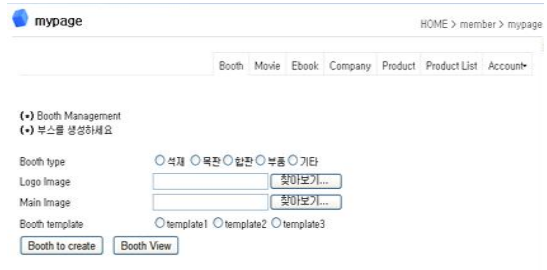 mypage
HOME > member > mypage
Booth Movie Ebook Company Product Product List Account
(•) Booth Management
(•) 부스를 생성하세요
Booth type 석재 목판 합판 부품 기타
Logo Image 찾아보기...
Main Image 찾아보기...
Booth template template1 template2 template3
Booth to create Booth View